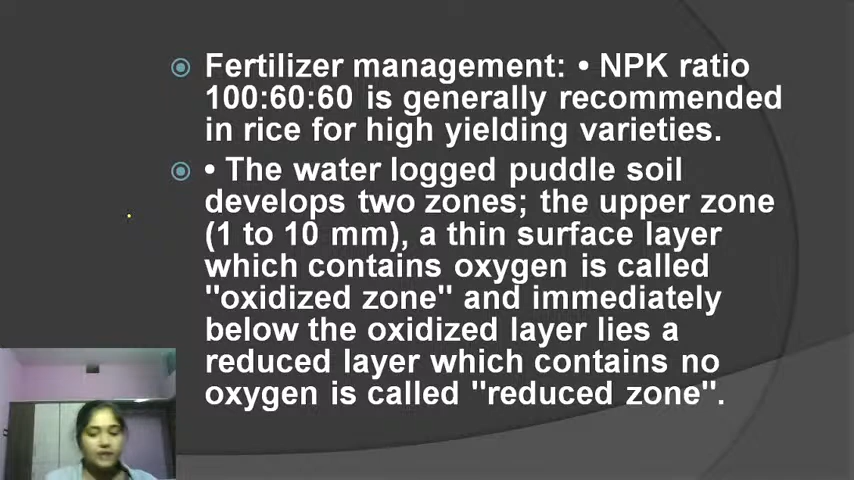 Fertilizer management: • NPK ratio
100:60:60 is generally recommended
in rice for high yielding varieties.
• The water logged puddle soil
develops two zones; the upper zone
(1 to 10 mm), a thin surface layer
which contains oxygen is called
"oxidized zone" and immediately
below the oxidized layer lies a
reduced layer which contains no
oxygen is called "reduced zone".